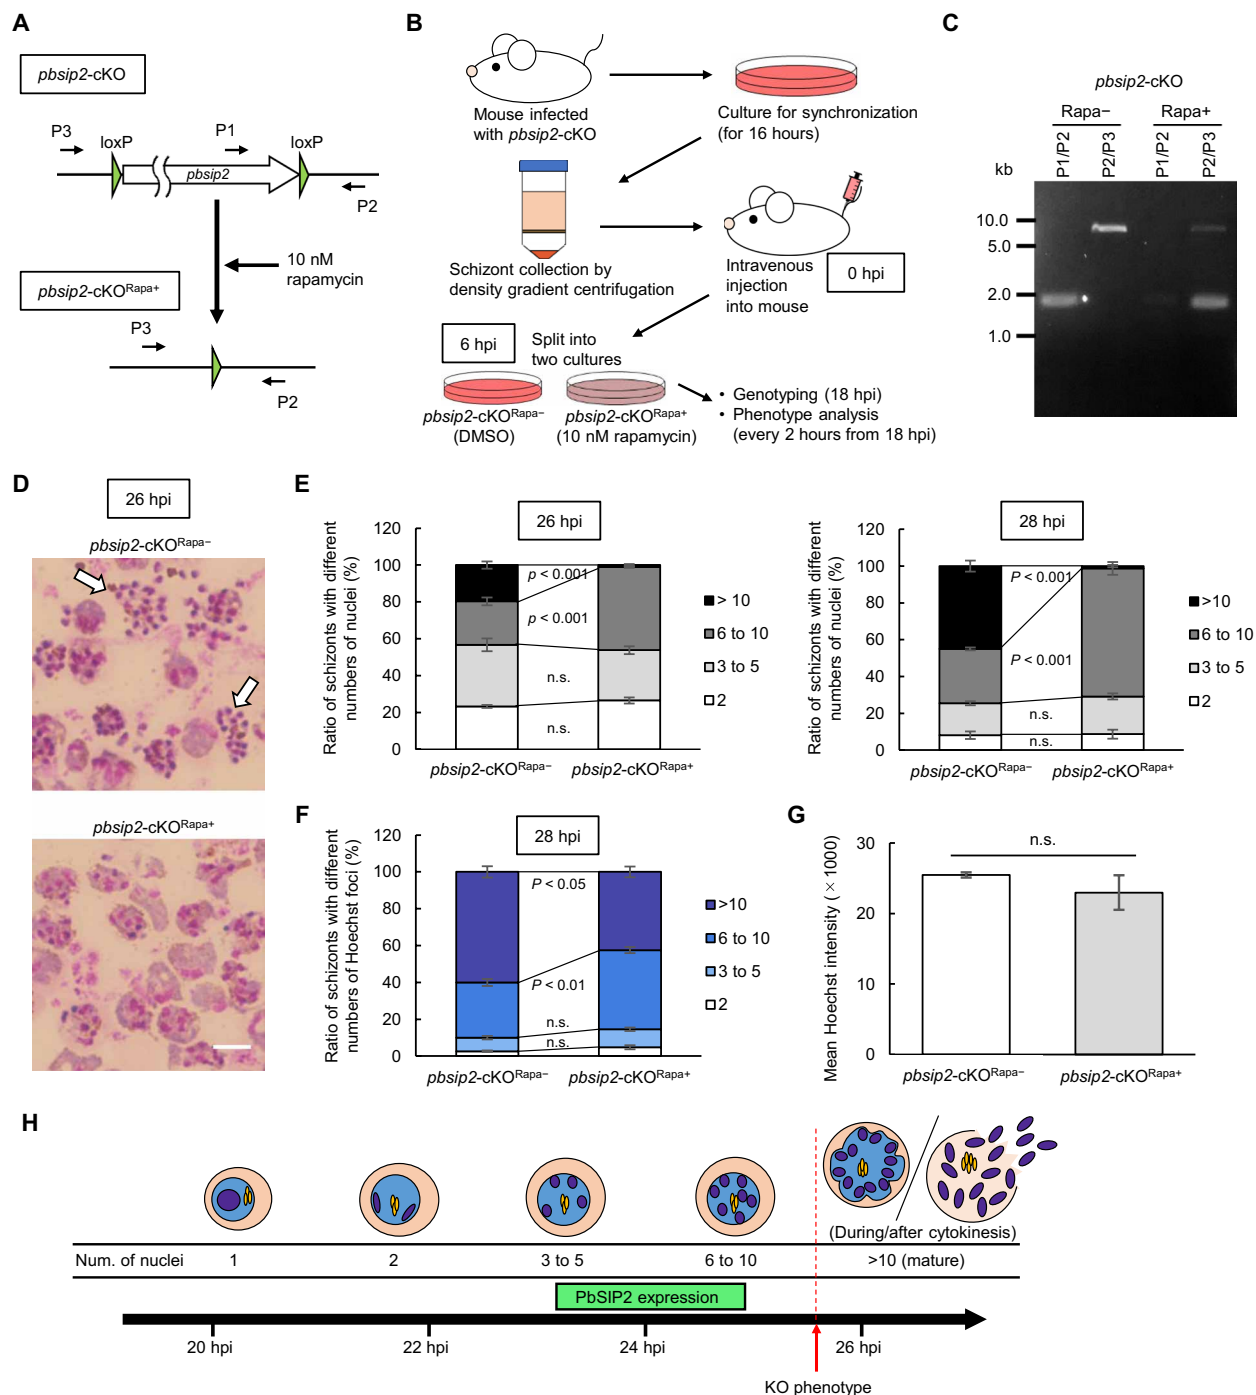 A
pbsip2-cKO
P3
loxP
P1
loxP
pbsip2
P2
10 nM
rapamycin
pbsip2-cKORapa+
P3
P2
B
Mouse infected
with pbsip2-cKO
Culture for synchronization
(for 16 hours)
Schizont collection by
density gradient centrifugation
Intravenous
injection
into mouse
0 hpi
6 hpi
Split into
two cultures
pbsip2-cKORapa−
(DMSO)
pbsip2-cKORapa+
(10 nM rapamycin)
• Genotyping (18 hpi)
• Phenotype analysis
(every 2 hours from 18 hpi)
C
pbsip2-cKO
Rapa− Rapa+
P1/P2 P2/P3 P1/P2 P2/P3
kb
10.0
5.0
2.0
1.0
D
26 hpi
pbsip2-cKORapa−
pbsip2-cKORapa+
E
26 hpi
Ratio of schizonts with different
numbers of nuclei (%)
120
100
80
60
40
20
0
p < 0.001
p < 0.001
n.s.
n.s.
> 10
6 to 10
3 to 5
2
pbsip2-cKORapa− pbsip2-cKORapa+
28 hpi
Ratio of schizonts with different
numbers of nuclei (%)
120
100
80
60
40
20
0
P < 0.001
P < 0.001
n.s.
n.s.
>10
6 to 10
3 to 5
2
pbsip2-cKORapa− pbsip2-cKORapa+
F
28 hpi
Ratio of schizonts with different
numbers of Hoechst foci (%)
120
100
80
60
40
20
0
P < 0.05
P < 0.01
n.s.
n.s.
>10
6 to 10
3 to 5
2
pbsip2-cKORapa− pbsip2-cKORapa+
G
Mean Hoechst intensity (×1000)
30
20
10
0
n.s.
pbsip2-cKORapa− pbsip2-cKORapa+
H
(During/after cytokinesis)
Num. of nuclei 1 2 3 to 5 6 to 10 >10 (mature)
PbSIP2 expression
20 hpi 22 hpi 24 hpi 26 hpi
KO phenotype